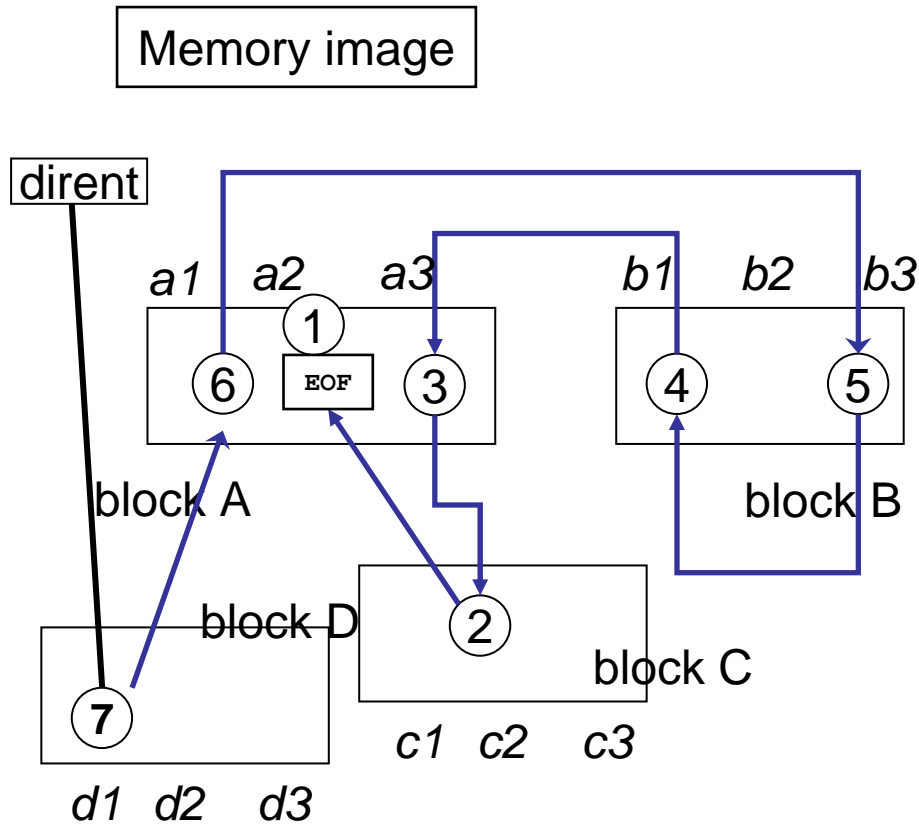 Memory image
dirent
a1 a2 a3 b1 b2 b3
1
6 EOF 3 4 5
block A block B
block D 2
block C
7
c1 c2 c3
d1 d2 d3